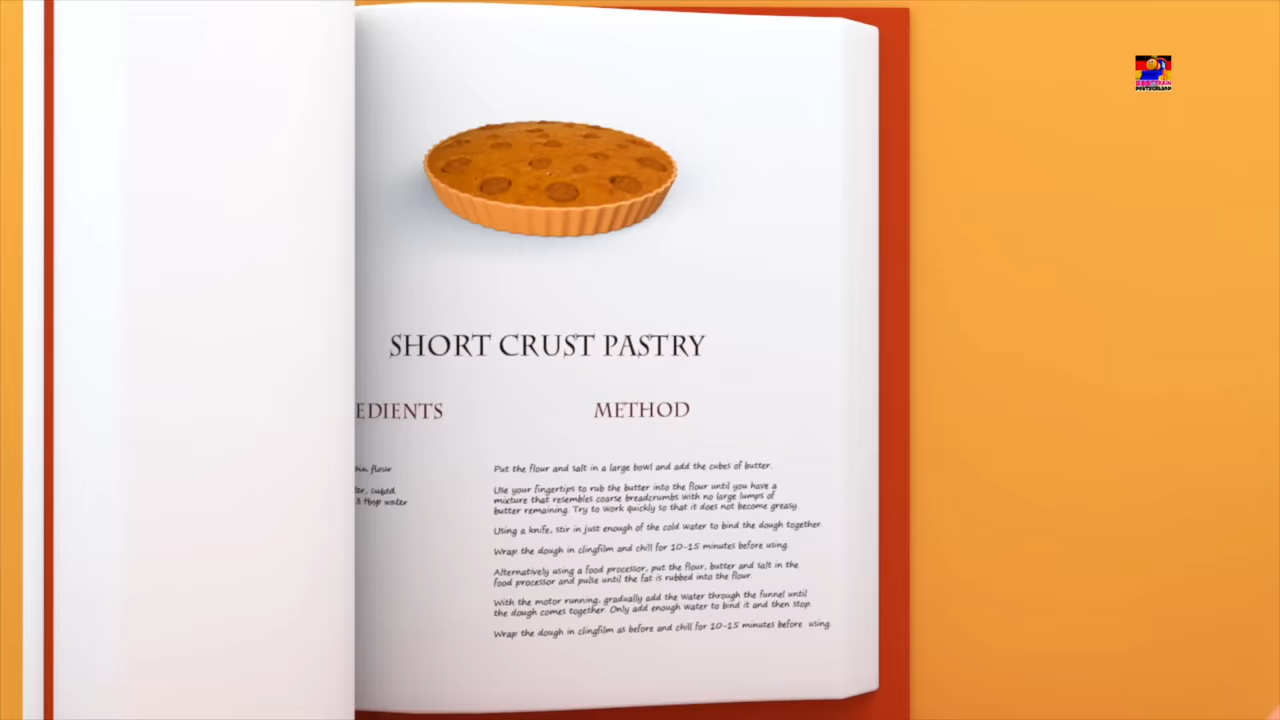 SHORT CRUST PASTRY
EDIENTS
METHOD
flour
cubed
3 tbsp water
Put the flour and salt in a large bowl and add the cubes of butter.
Use your fingertips to rub the butter into the flour until you have a
mixture that resembles coarse breadcrumbs with no large lumps of
butter remaining. Try to work quickly so that it does not become greasy.
Using a knife, stir in just enough of the cold water to bind the dough together.
Wrap the dough in clingfilm and chill for 10-15 minutes before using.
Alternatively using a food processor, put the flour, butter and salt in the
food processor and pulse until the fat is rubbed into the flour.
With the motor running, gradually add the water through the funnel until
the dough comes together. Only add enough water to bind it and then stop.
Wrap the dough in clingfilm as before and chill for 10-15 minutes before using.
DEUTSCHLAND